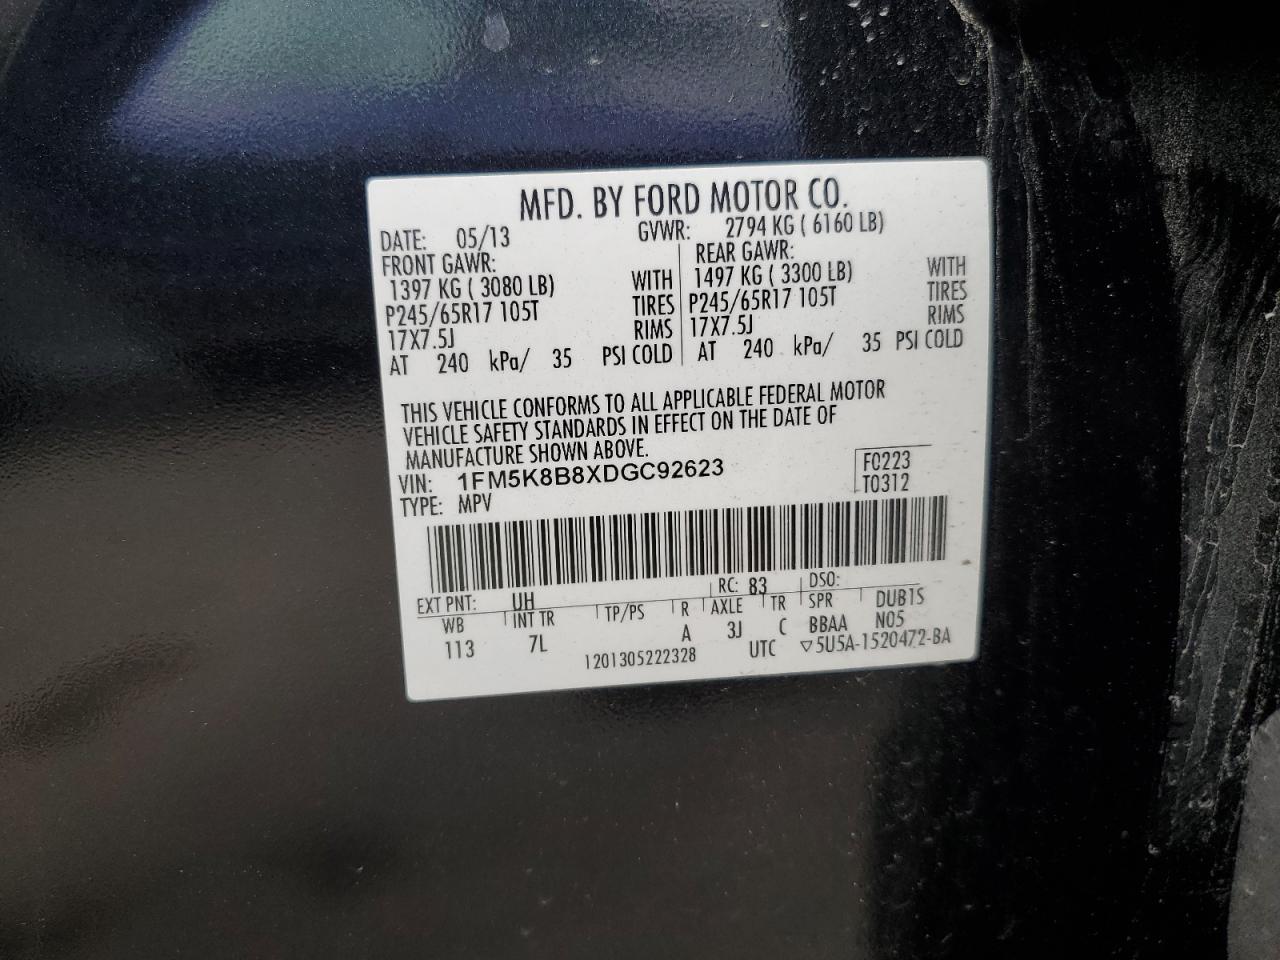 MFD. BY FORD MOTOR CO.
DATE: 05/13 GVWR: 2794 KG ( 6160 LB)
FRONT GAWR: REAR GAWR:
1397 KG ( 3080 LB) WITH 1497 KG ( 3300 LB) WITH
P245/65R17 105T TIRES P245/65R17 105T TIRES
17X7.5J RIMS 17X7.5J RIMS
AT 240 kPa/ 35 PSI COLD AT 240 kPa/ 35 PSI COLD
THIS VEHICLE CONFORMS TO ALL APPLICABLE FEDERAL MOTOR
VEHICLE SAFETY STANDARDS IN EFFECT ON THE DATE OF
MANUFACTURE SHOWN ABOVE.
VIN: 1FM5K8B8XDGC92623 F0223
TYPE: MPV T0312
EXT PNT: UH RC: 83 DSO:
WB INT TR TP/PS R AXLE TR SPR DUB1S
113 7L A 3J C BBAA N05
1201305222328 UTC ▽5U5A-1520472-BA